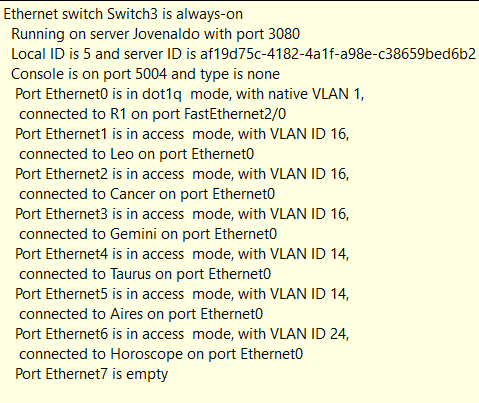 Ethernet switch Switch3 is always-on
Running on server Jovenaldo with port 3080
Local ID is 5 and server ID is af19d75c-4182-4a1f-a98e-c38659bed6b2
Console is on port 5004 and type is none
Port Ethernet0 is in dot1q mode, with native VLAN 1,
connected to R1 on port FastEthernet2/0
Port Ethernet1 is in access mode, with VLAN ID 16,
connected to Leo on port Ethernet0
Port Ethernet2 is in access mode, with VLAN ID 16,
connected to Cancer on port Ethernet0
Port Ethernet3 is in access mode, with VLAN ID 16,
connected to Gemini on port Ethernet0
Port Ethernet4 is in access mode, with VLAN ID 14,
connected to Taurus on port Ethernet0
Port Ethernet5 is in access mode, with VLAN ID 14,
connected to Aires on port Ethernet0
Port Ethernet6 is in access mode, with VLAN ID 24,
connected to Horoscope on port Ethernet0
Port Ethernet7 is empty